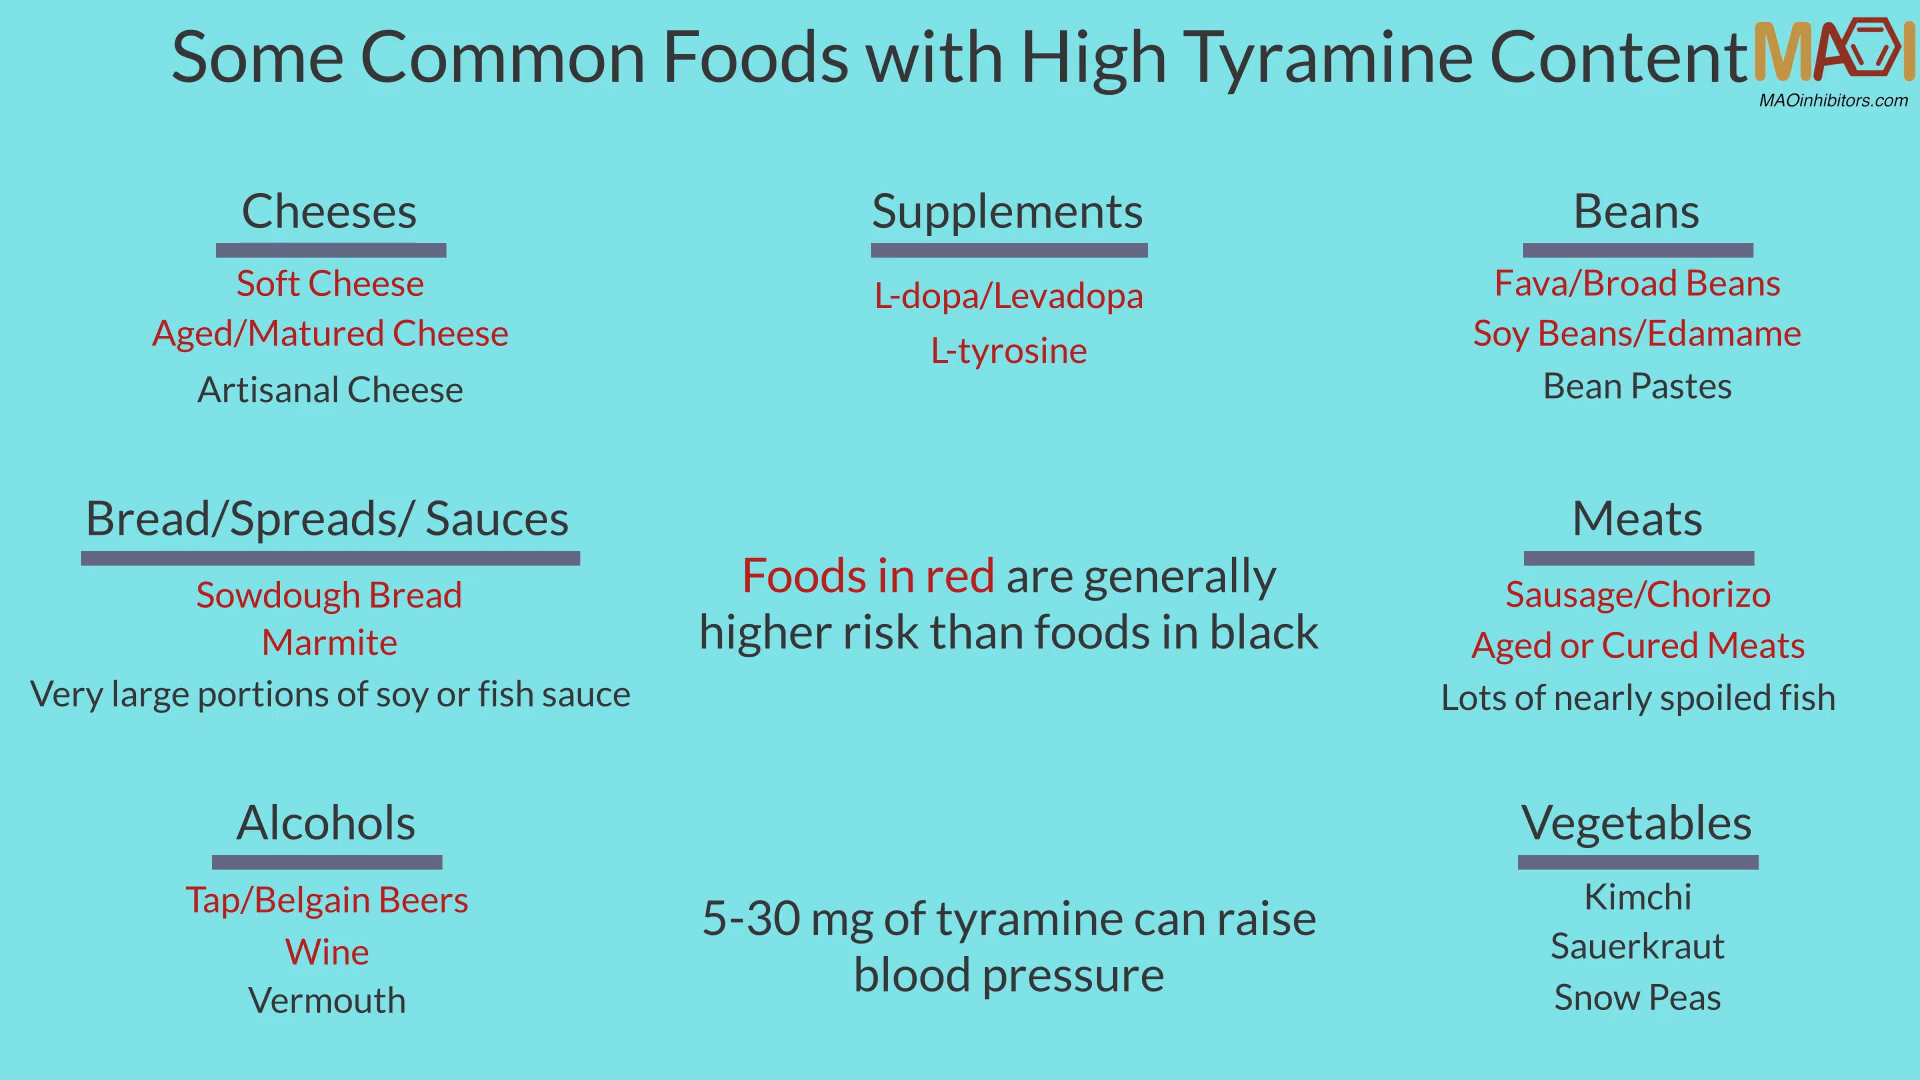 Some Common Foods with High Tyramine Content
MAOI
MAOinhibitors.com
Cheeses
Soft Cheese
Aged/Matured Cheese
Artisanal Cheese
Supplements
L-dopa/Levadopa
L-tyrosine
Beans
Fava/Broad Beans
Soy Beans/Edamame
Bean Pastes
Bread/Spreads/ Sauces
Sowdough Bread
Marmite
Very large portions of soy or fish sauce
Foods in red are generally
higher risk than foods in black
Meats
Sausage/Chorizo
Aged or Cured Meats
Lots of nearly spoiled fish
Alcohols
Tap/Belgain Beers
Wine
Vermouth
5-30 mg of tyramine can raise
blood pressure
Vegetables
Kimchi
Sauerkraut
Snow Peas